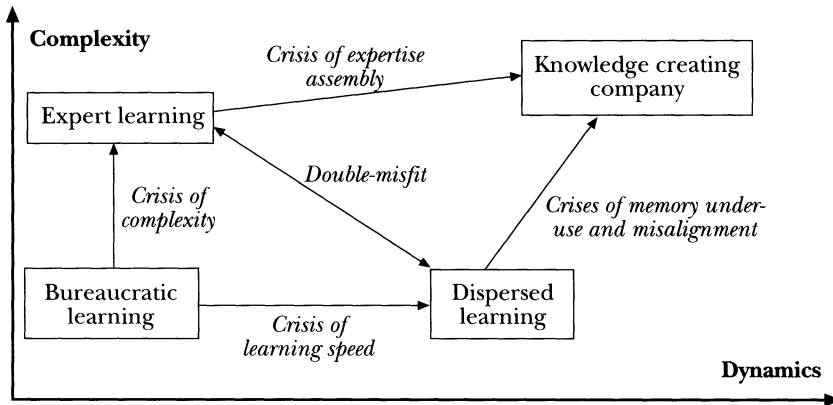 Complexity
Crisis of expertise
assembly
Knowledge creating
company
Expert learning
Double-misfit
Crisis of
complexity
Crises of memory under-
use and misalignment
Bureaucratic
learning
Dispersed
learning
Crisis of
learning speed
Dynamics